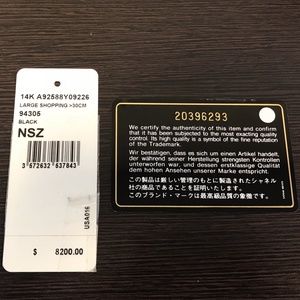 14K A92588Y09226
LARGE SHOPPING >30CM
94305
BLACK
NSZ
3 572632 637843
USA016
$ 8200.00
20396293
We certify the authenticity of this item and confirm
that it has been subjected to the most exacting quality
control. Its high quality is a symbol of the fine reputation
of the Trademark.
Wir bestätigen, dass es sich um einen Artikel handelt,
der während seiner Herstellung strengsten Kontrollen
unterworfen war, und dessen erstklassige Qualität
dem hohen Ansehen unserer Marke entspricht.
この製品は厳しい管理のもとに製造されたシャネル
社の商品であることを証明いたします。
このブランド・マークは最高級品質の象徴です。